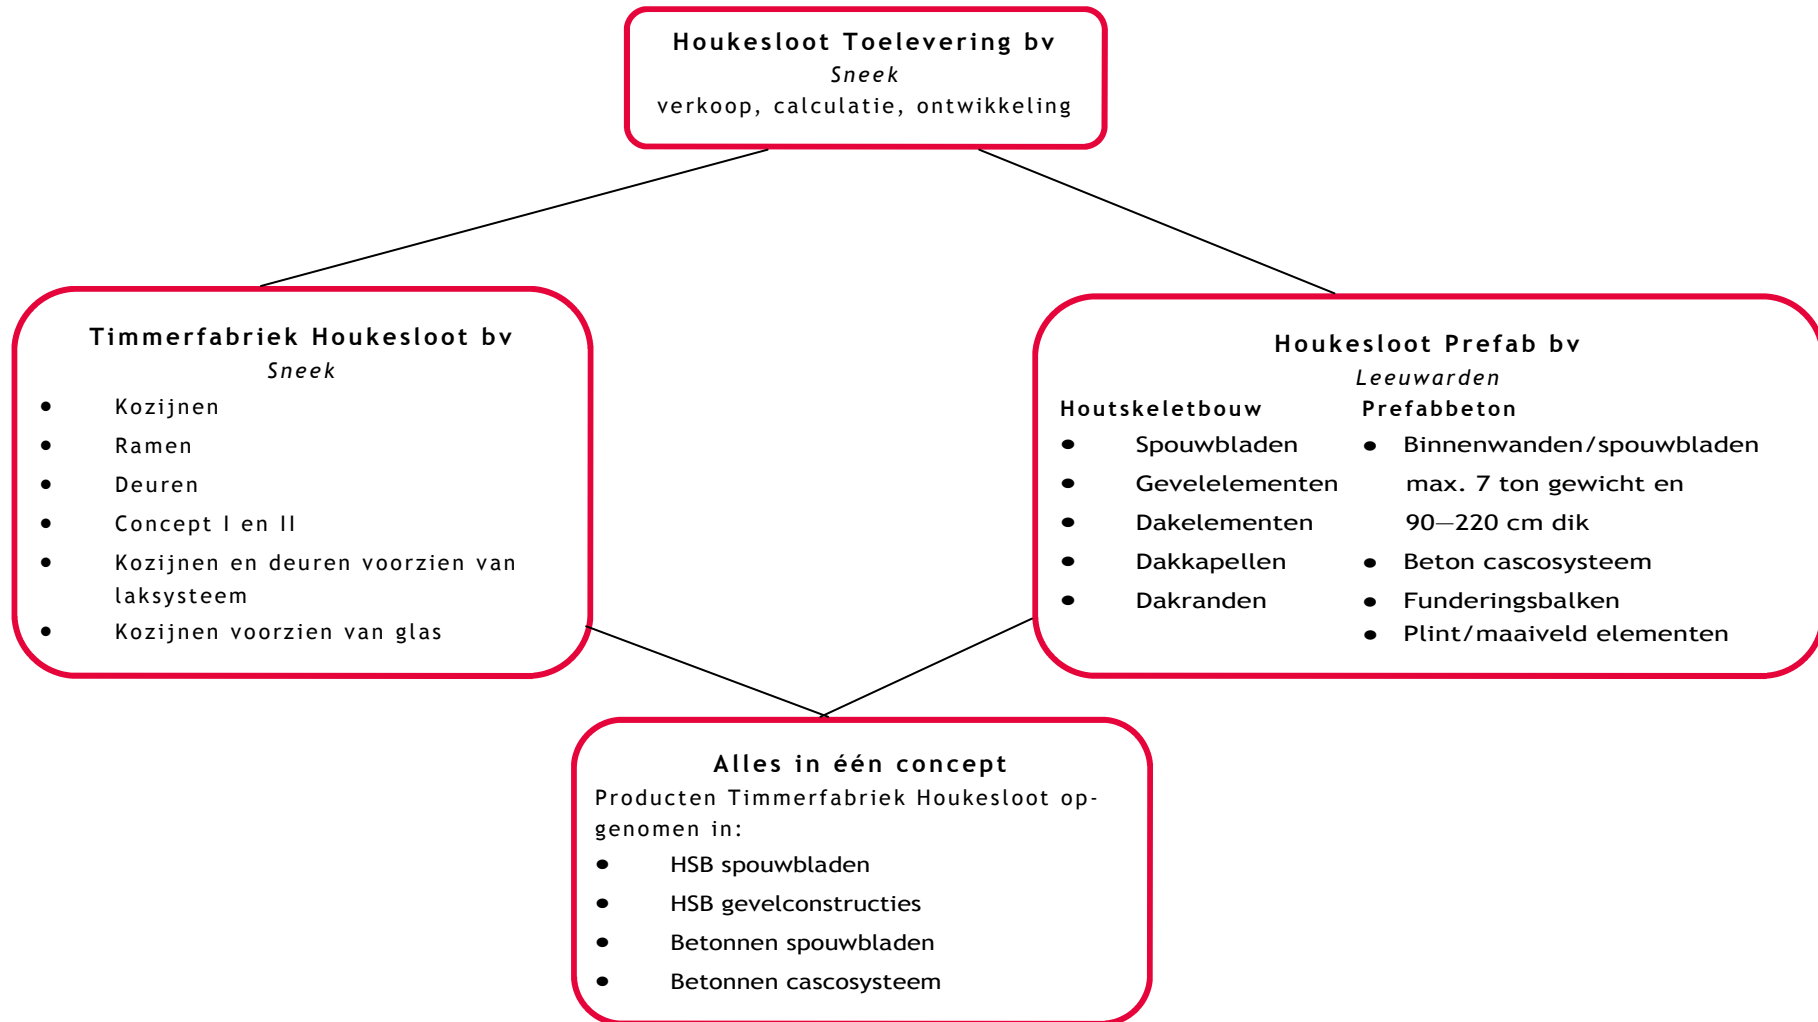 Houkesloot Toelevering bv
Sneek
verkoop, calculatie, ontwikkeling
Timmerfabriek Houkesloot bv
Sneek
• Kozijnen
• Ramen
• Deuren
• Concept I en II
• Kozijnen en deuren voorzien van
laksysteem
• Kozijnen voorzien van glas
Houkesloot Prefab bv
Leeuwarden
Houtskeletbouw
• Spouwbladen
• Gevelelementen
• Dakelementen
• Dakkapellen
• Dakranden
Prefabbeton
• Binnenwanden/spouwbladen
max. 7 ton gewicht en
90—220 cm dik
• Beton cascosysteem
• Funderingsbalken
• Plint/maaiveld elementen
Alles in één concept
Producten Timmerfabriek Houkesloot op-
genomen in:
• HSB spouwbladen
• HSB gevelconstructies
• Betonnen spouwbladen
• Betonnen cascosysteem